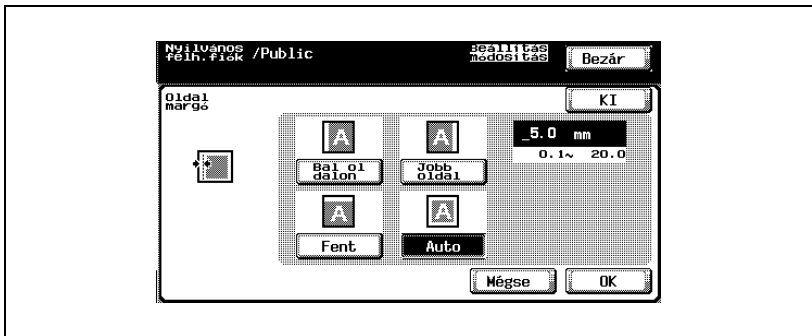 Nyilvános
felh.fiók /Public
Beállítás
módosítás
Bezár
Oldal
margó
KI
A
A
_5.0 mm
0.1~ 20.0
Bal ol
dalon
Jobb
oldal
A
A
Fent
Auto
Mégse
OK